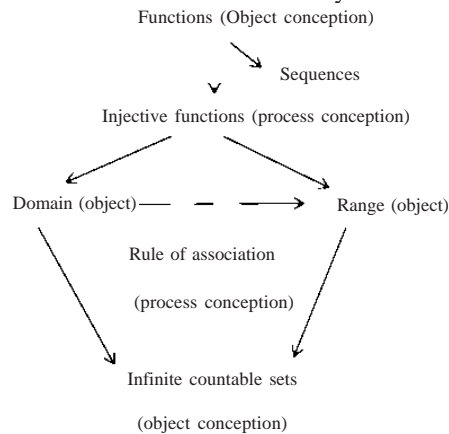 Functions (Object conception)
Sequences
Injective functions (process conception)
Domain (object)
Range (object)
Rule of association
(process conception)
Infinite countable sets
(object conception)